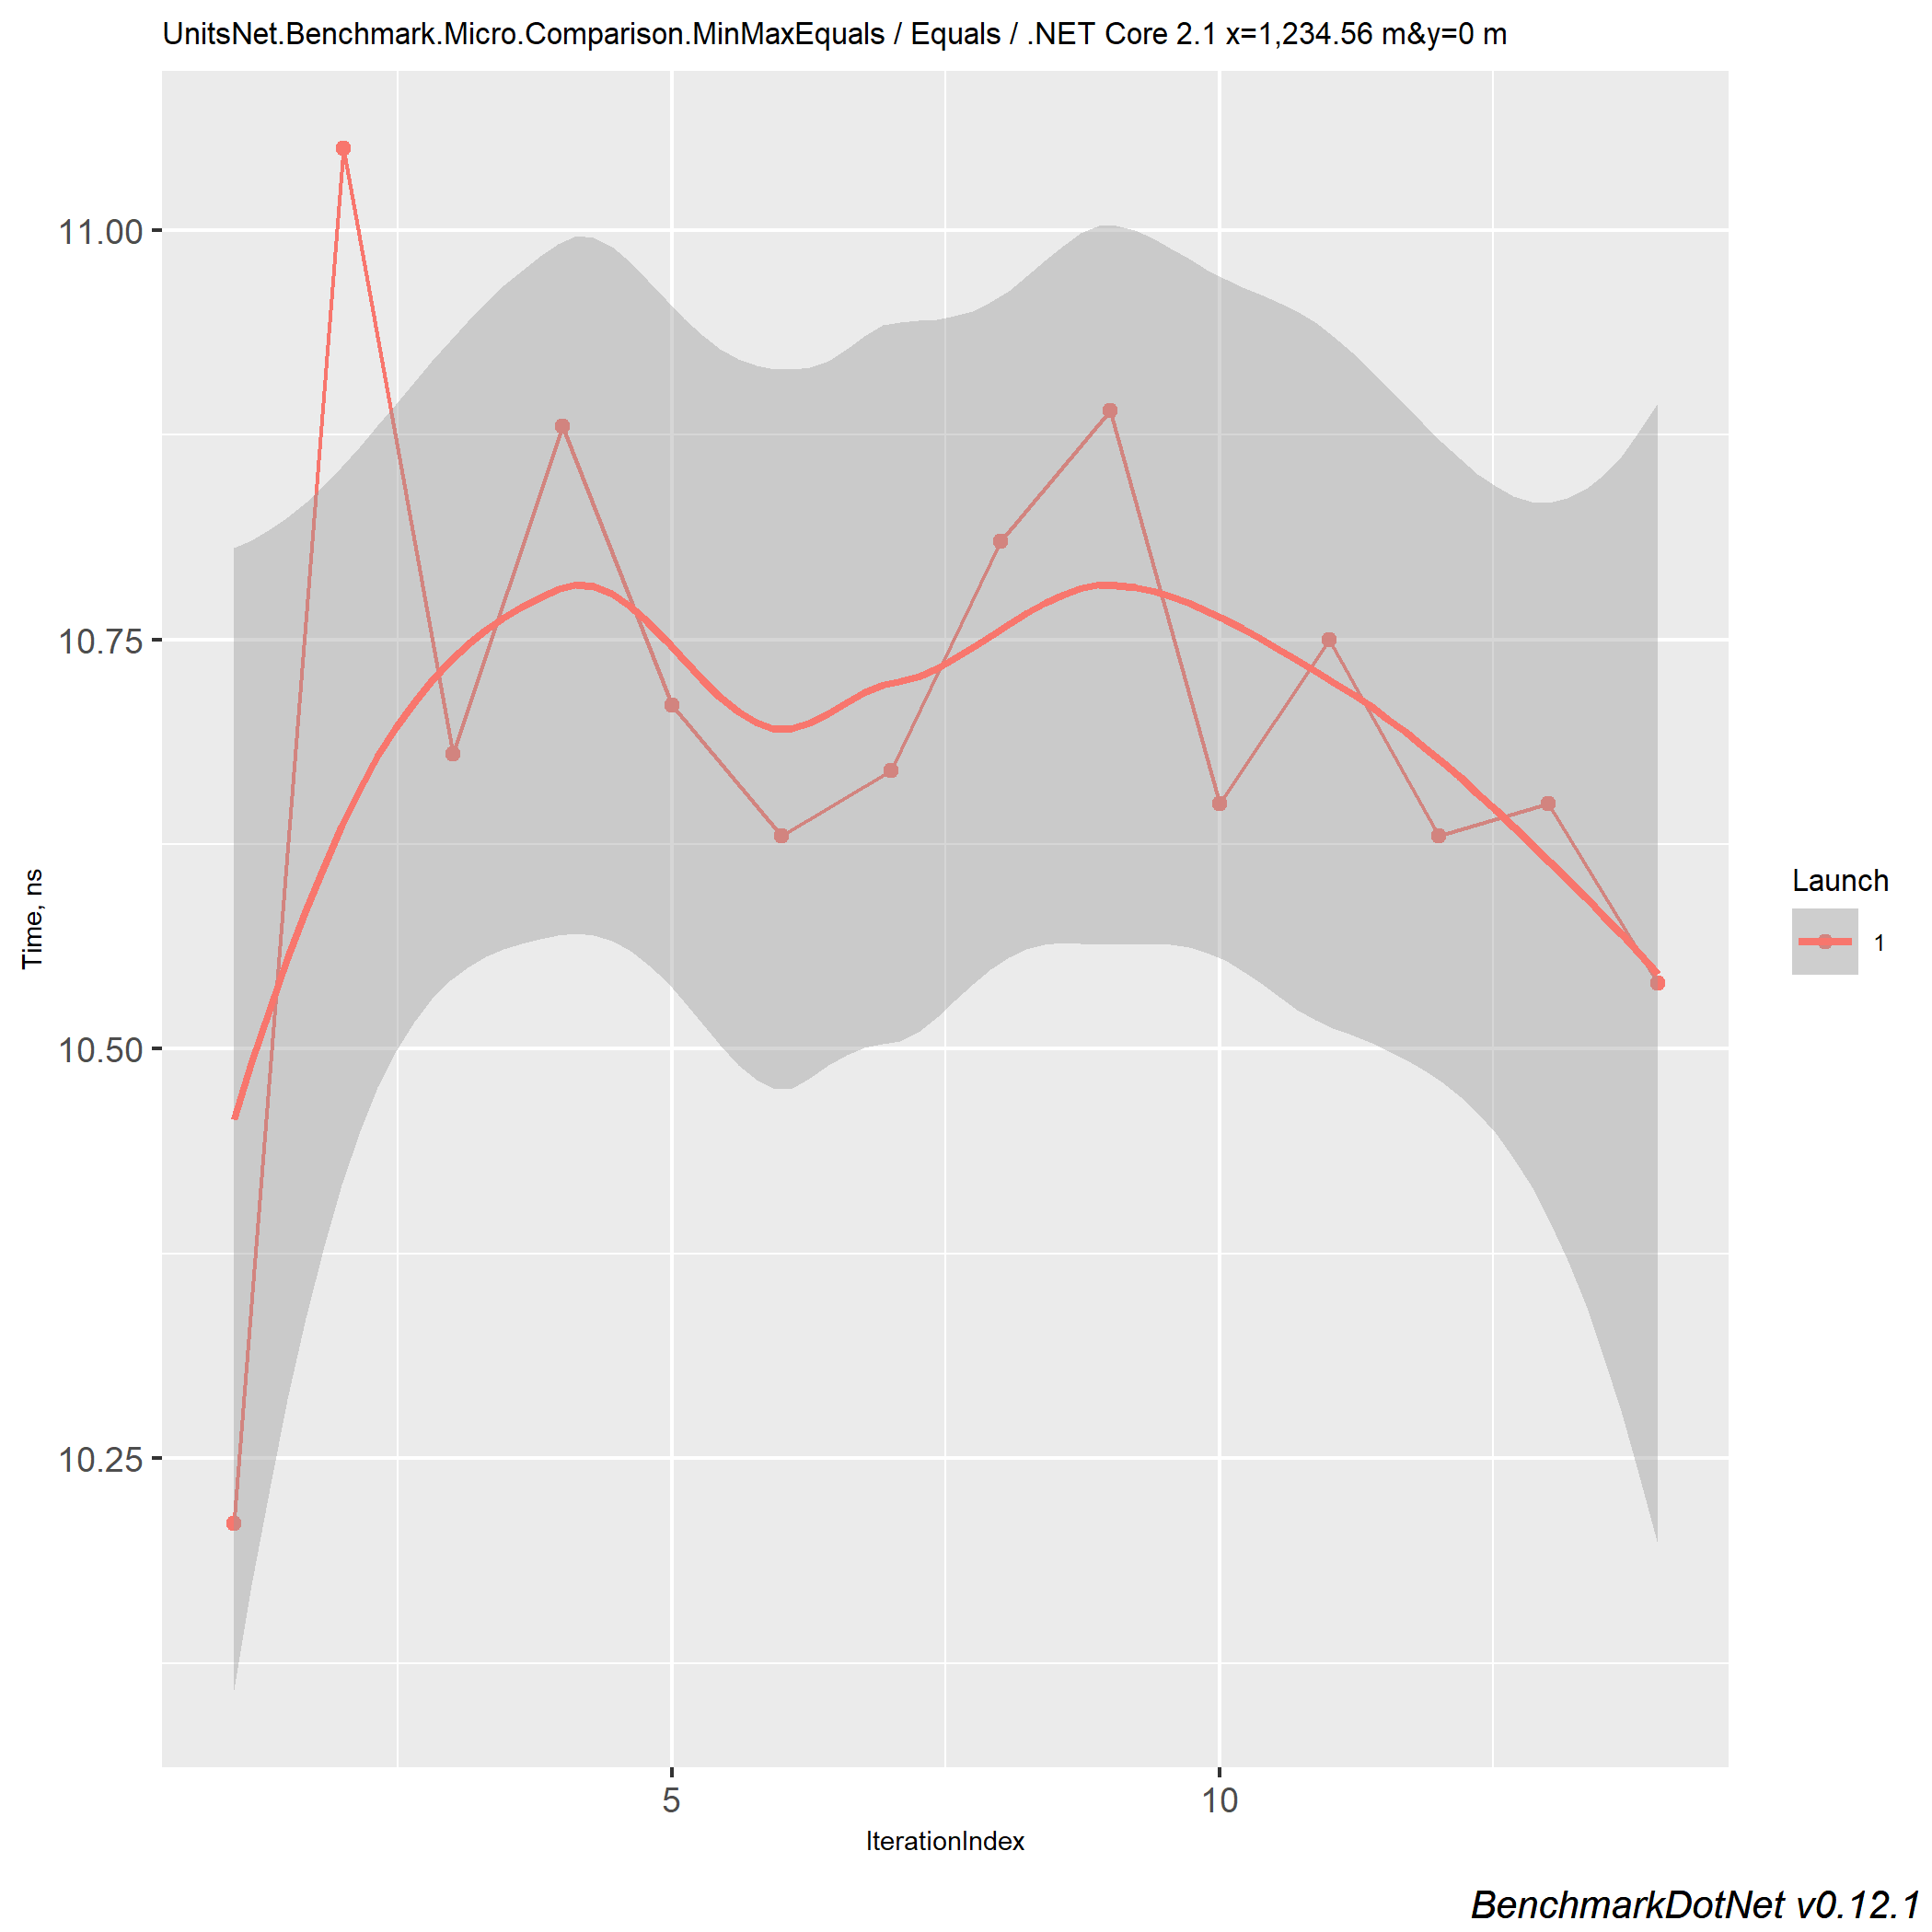 UnitsNet.Benchmark.Micro.Comparison.MinMaxEquals / Equals / .NET Core 2.1 x=1,234.56 m&y=0 m
11.00
10.75
10.50
10.25
Time, ns
5
10
IterationIndex
Launch
1
BenchmarkDotNet v0.12.1